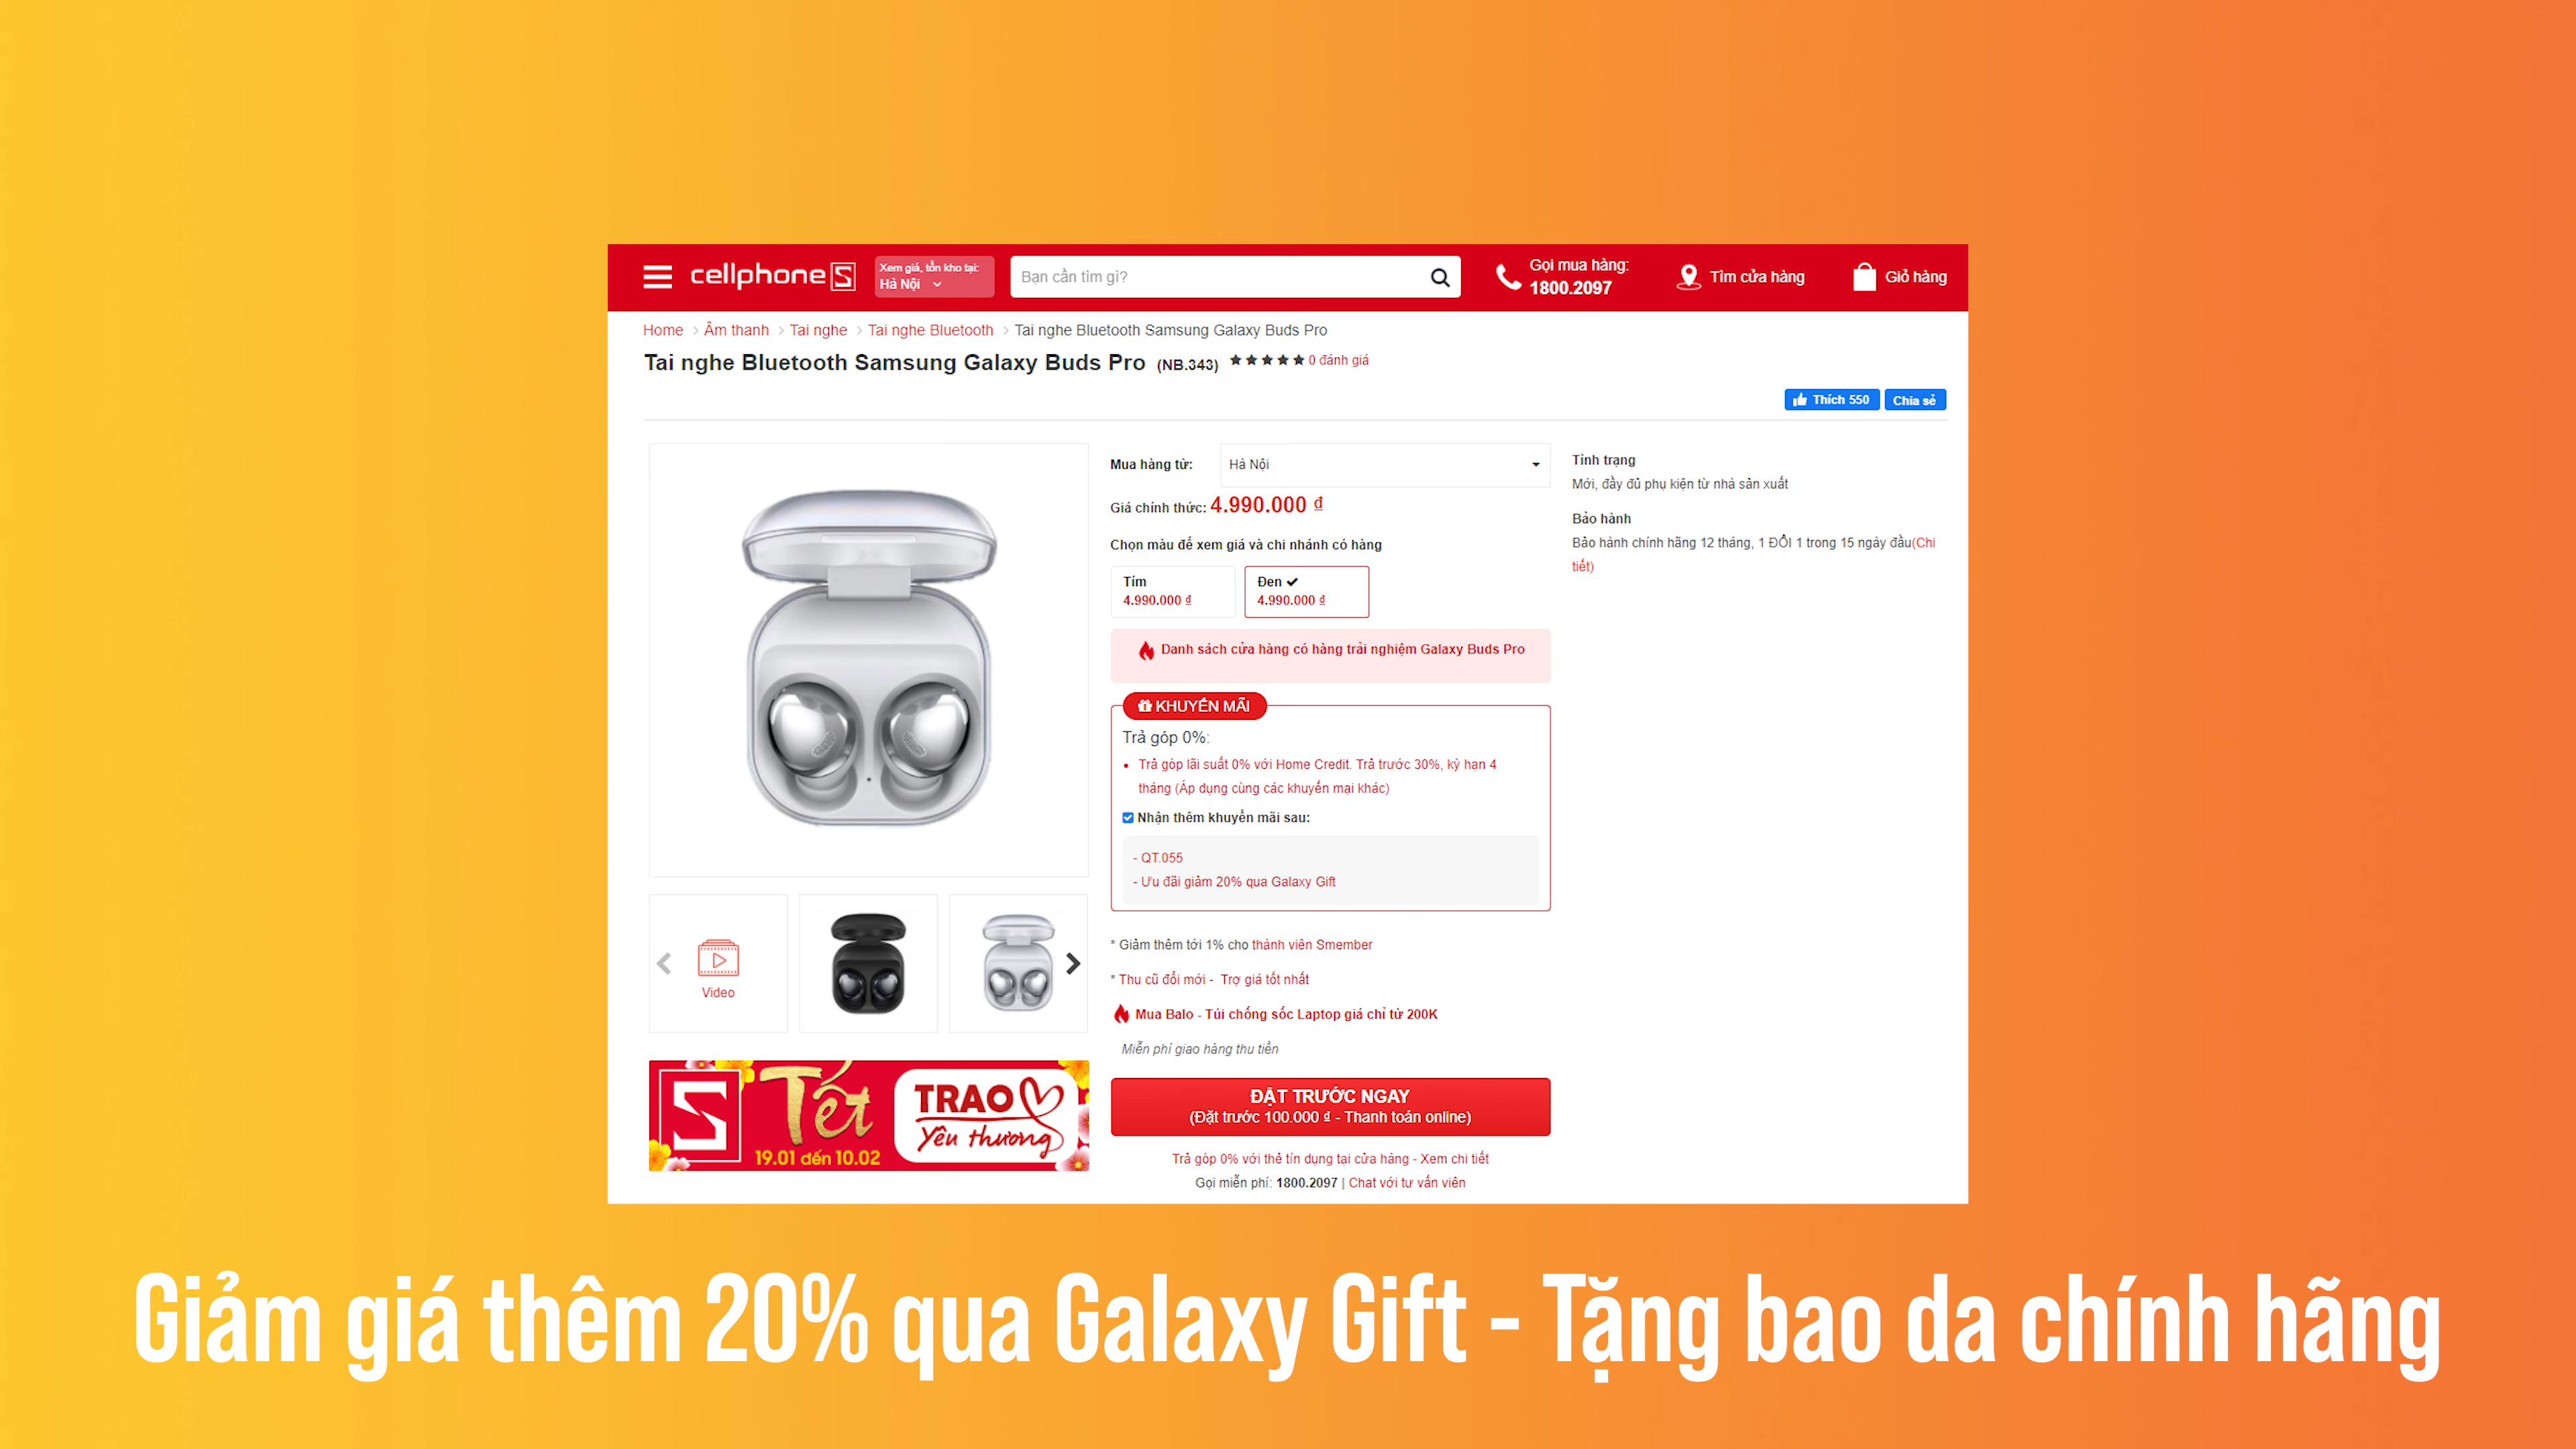 cellphoneS
Xem giá, tồn kho tại:
Hà Nội
Bạn cần tìm gì?
Gọi mua hàng:
1800.2097
Tìm cửa hàng
Giỏ hàng
Home > Âm thanh > Tai nghe > Tai nghe Bluetooth > Tai nghe Bluetooth Samsung Galaxy Buds Pro
Tai nghe Bluetooth Samsung Galaxy Buds Pro (NB.343) ★★★★★ 0 đánh giá
Thích 550
Chia sẻ
Mua hàng từ: Hà Nội
Giá chính thức: 4.990.000 ₫
Chọn màu để xem giá và chi nhánh có hàng
Tím
4.990.000 ₫
Đen ✔
4.990.000 ₫
Danh sách cửa hàng có hàng trải nghiệm Galaxy Buds Pro
KHUYẾN MÃI
Trả góp 0%:
• Trả góp lãi suất 0% với Home Credit. Trả trước 30%, kỳ hạn 4
tháng (Áp dụng cùng các khuyến mại khác)
Nhận thêm khuyến mãi sau:
- QT.055
- Ưu đãi giảm 20% qua Galaxy Gift
* Giảm thêm tới 1% cho thành viên Smember
* Thu cũ đổi mới - Trợ giá tốt nhất
Mua Balo - Túi chống sốc Laptop giá chỉ từ 200K
Miễn phí giao hàng thu tiền
ĐẶT TRƯỚC NGAY
(Đặt trước 100.000 ₫ - Thanh toán online)
Trả góp 0% với thẻ tín dụng tại cửa hàng - Xem chi tiết
Gọi miễn phí: 1800.2097 | Chat với tư vấn viên
Tình trạng
Mới, đầy đủ phụ kiện từ nhà sản xuất
Bảo hành
Bảo hành chính hãng 12 tháng, 1 ĐỔI 1 trong 15 ngày đầu(Chi
tiết)
Video
S
Tết
19.01 đến 10.02
TRAO
Yêu thương
Giảm giá thêm 20% qua Galaxy Gift - Tặng bao da chính hãng